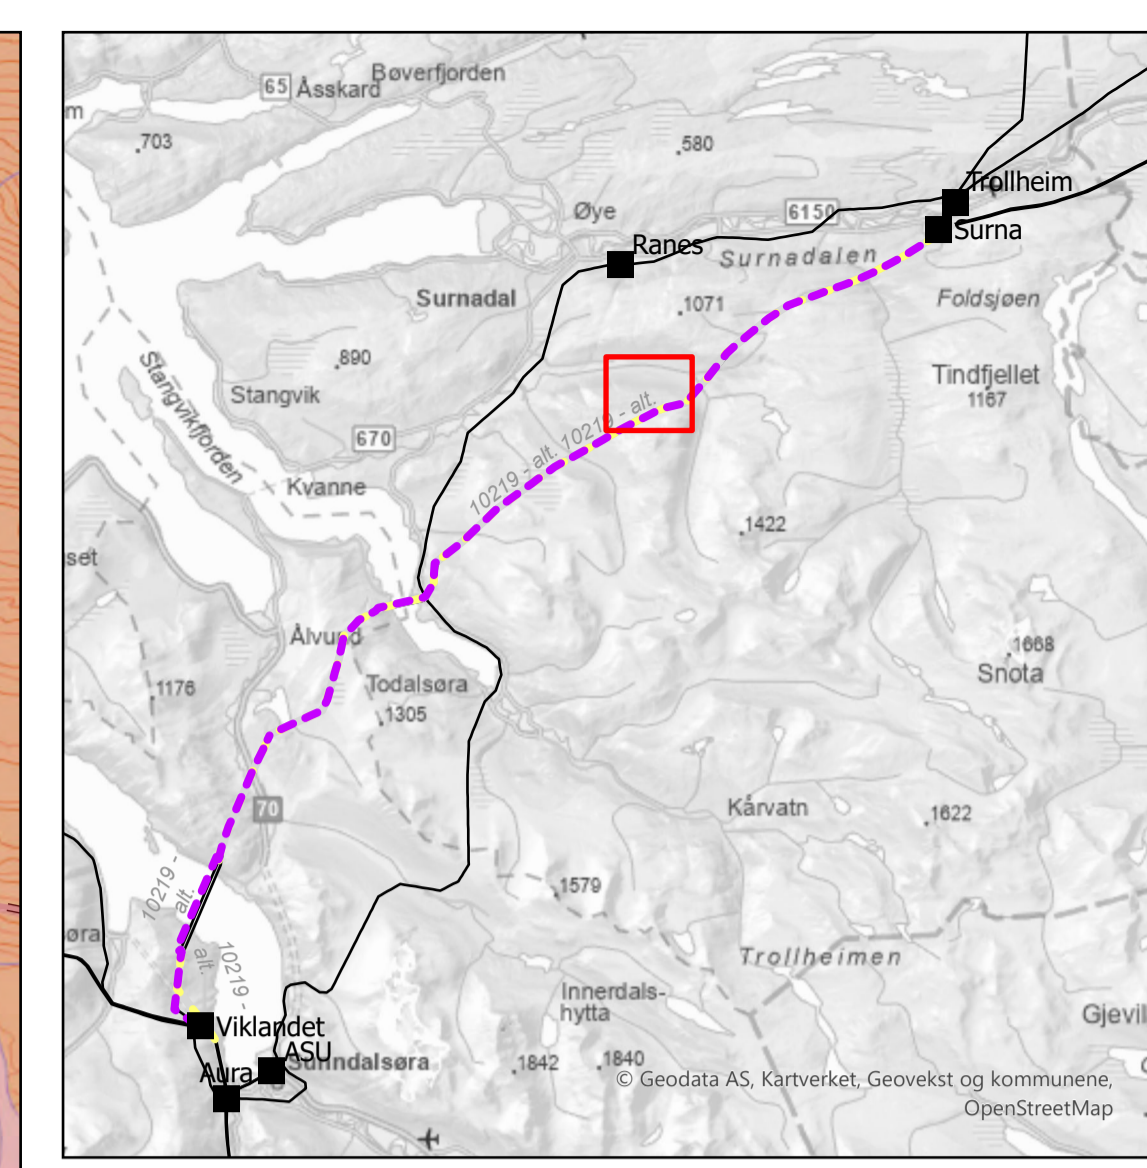 Bøverfjorden
65
Åsskard
m
703
580
Trollheim
Øye
6150
Surna
Ranes
Surnadalen
Surnadal
1071
Foldsjøen
890
Stangvikfjorden
Stangvik
Tindfjellet
1167
10219 - alt.
10219 - alt.
670
Kvanne
1422
set
Ålvund
1668
Snota
1176
Todalsøra
1305
70
Kårvatn
1622
10219 -
alt.
1579
øra
alt.
10219 -
Trollheimen
Innerdals-
hytta
Gjevil
Viklandet
ASU
Sunndalsøra
Aura
1842
1840
© Geodata AS, Kartverket, Geovekst og kommunene,
OpenStreetMap